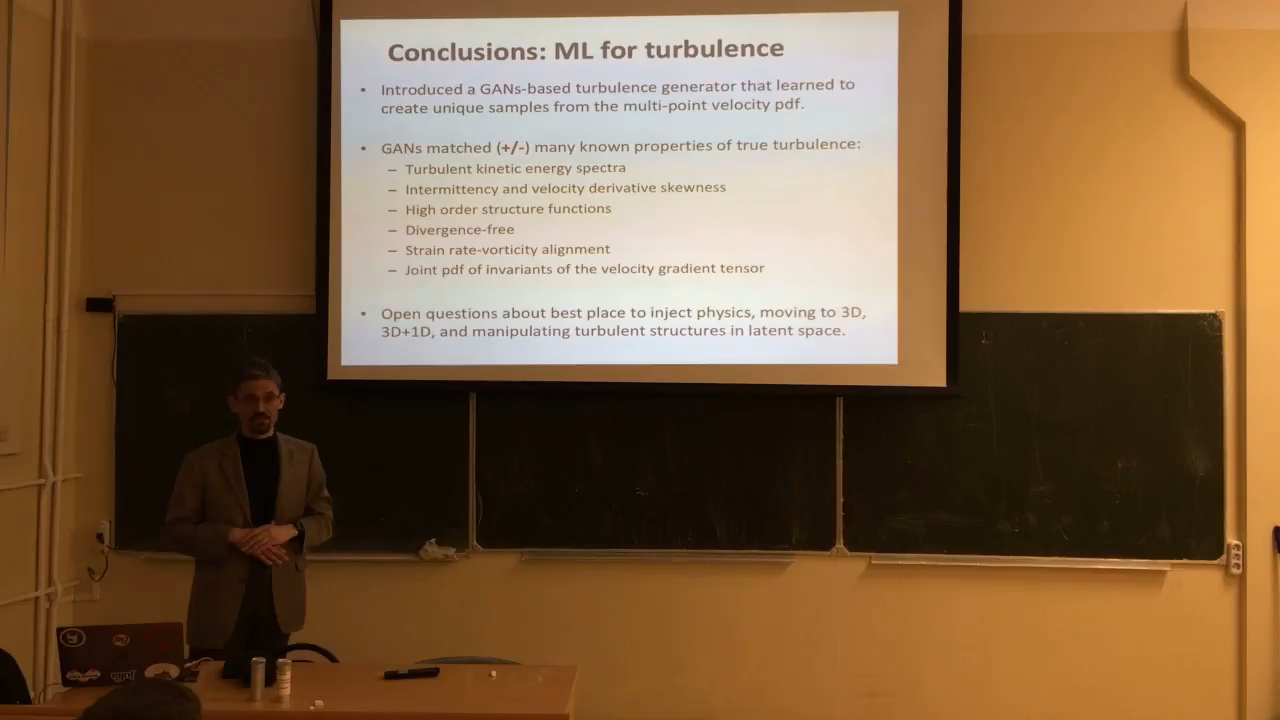 Conclusions: ML for turbulence
• Introduced a GANs-based turbulence generator that learned to
create unique samples from the multi-point velocity pdf.
• GANs matched (+/-) many known properties of true turbulence:
– Turbulent kinetic energy spectra
– Intermittency and velocity derivative skewness
– High order structure functions
– Divergence-free
– Strain rate-vorticity alignment
– Joint pdf of invariants of the velocity gradient tensor
• Open questions about best place to inject physics, moving to 3D,
3D+1D, and manipulating turbulent structures in latent space.